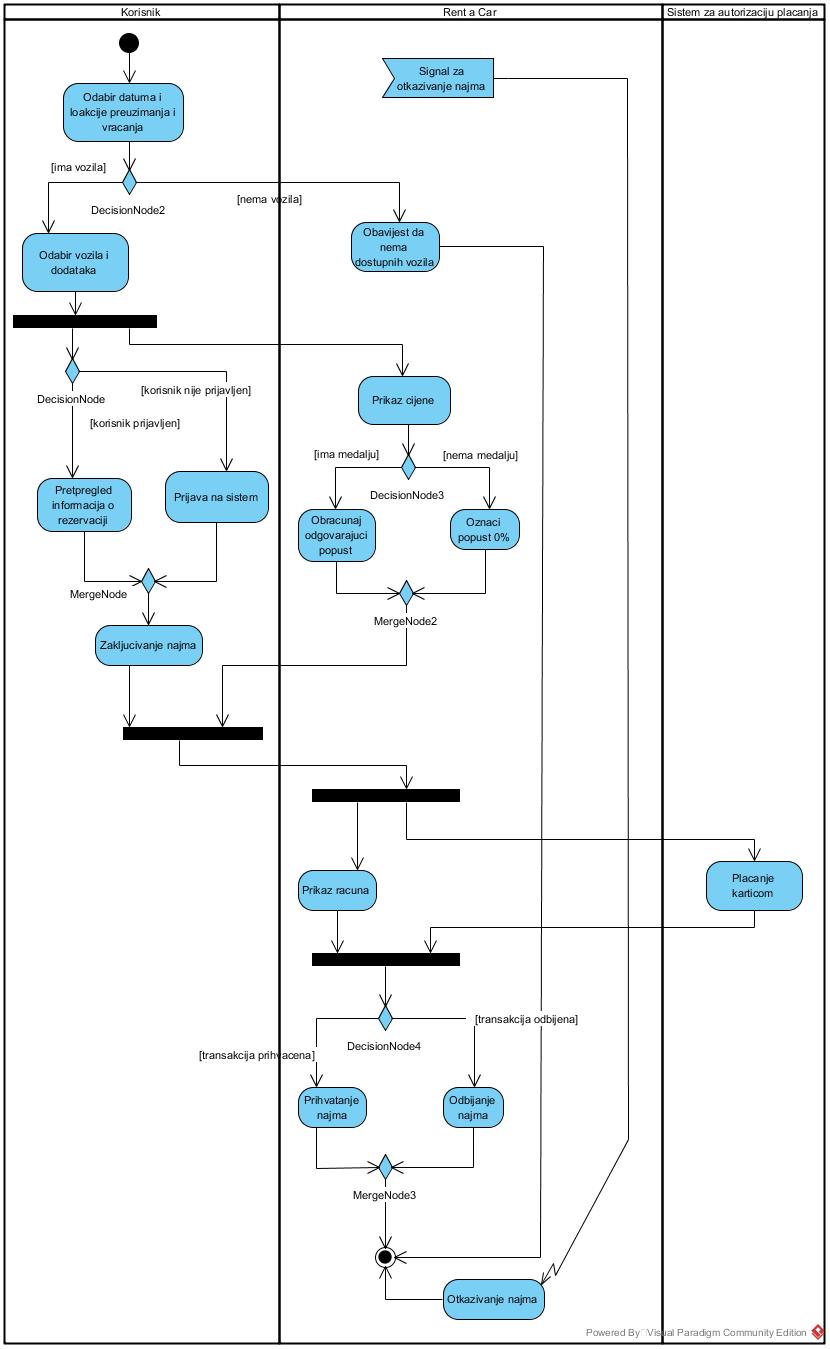 Korisnik
Rent a Car
Sistem za autorizaciju placanja
Signal za
otkazivanje najma
Odabir datuma i
loakcije preuzimanja i
vracanja
[ima vozila]
DecisionNode2
[nema vozila]
Odabir vozila i
dodataka
Obavijest da
nema
dostupnih vozila
DecisionNode
[korisnik nije prijavljen]
[korisnik prijavljen]
Prikaz cijene
[ima medalju]
[nema medalju]
DecisionNode3
Pretpregled
informacija o
rezervaciji
Prijava na sistem
Obracunaj
odgovarajuci
popust
Oznaci
popust 0%
MergeNode
MergeNode2
Zakljucivanje najma
Prikaz racuna
Placanje
karticom
[transakcija odbijena]
DecisionNode4
[transakcija prihvacena]
Prihvatanje
najma
Odbijanje
najma
MergeNode3
Otkazivanje najma
Powered By Visual Paradigm Community Edition